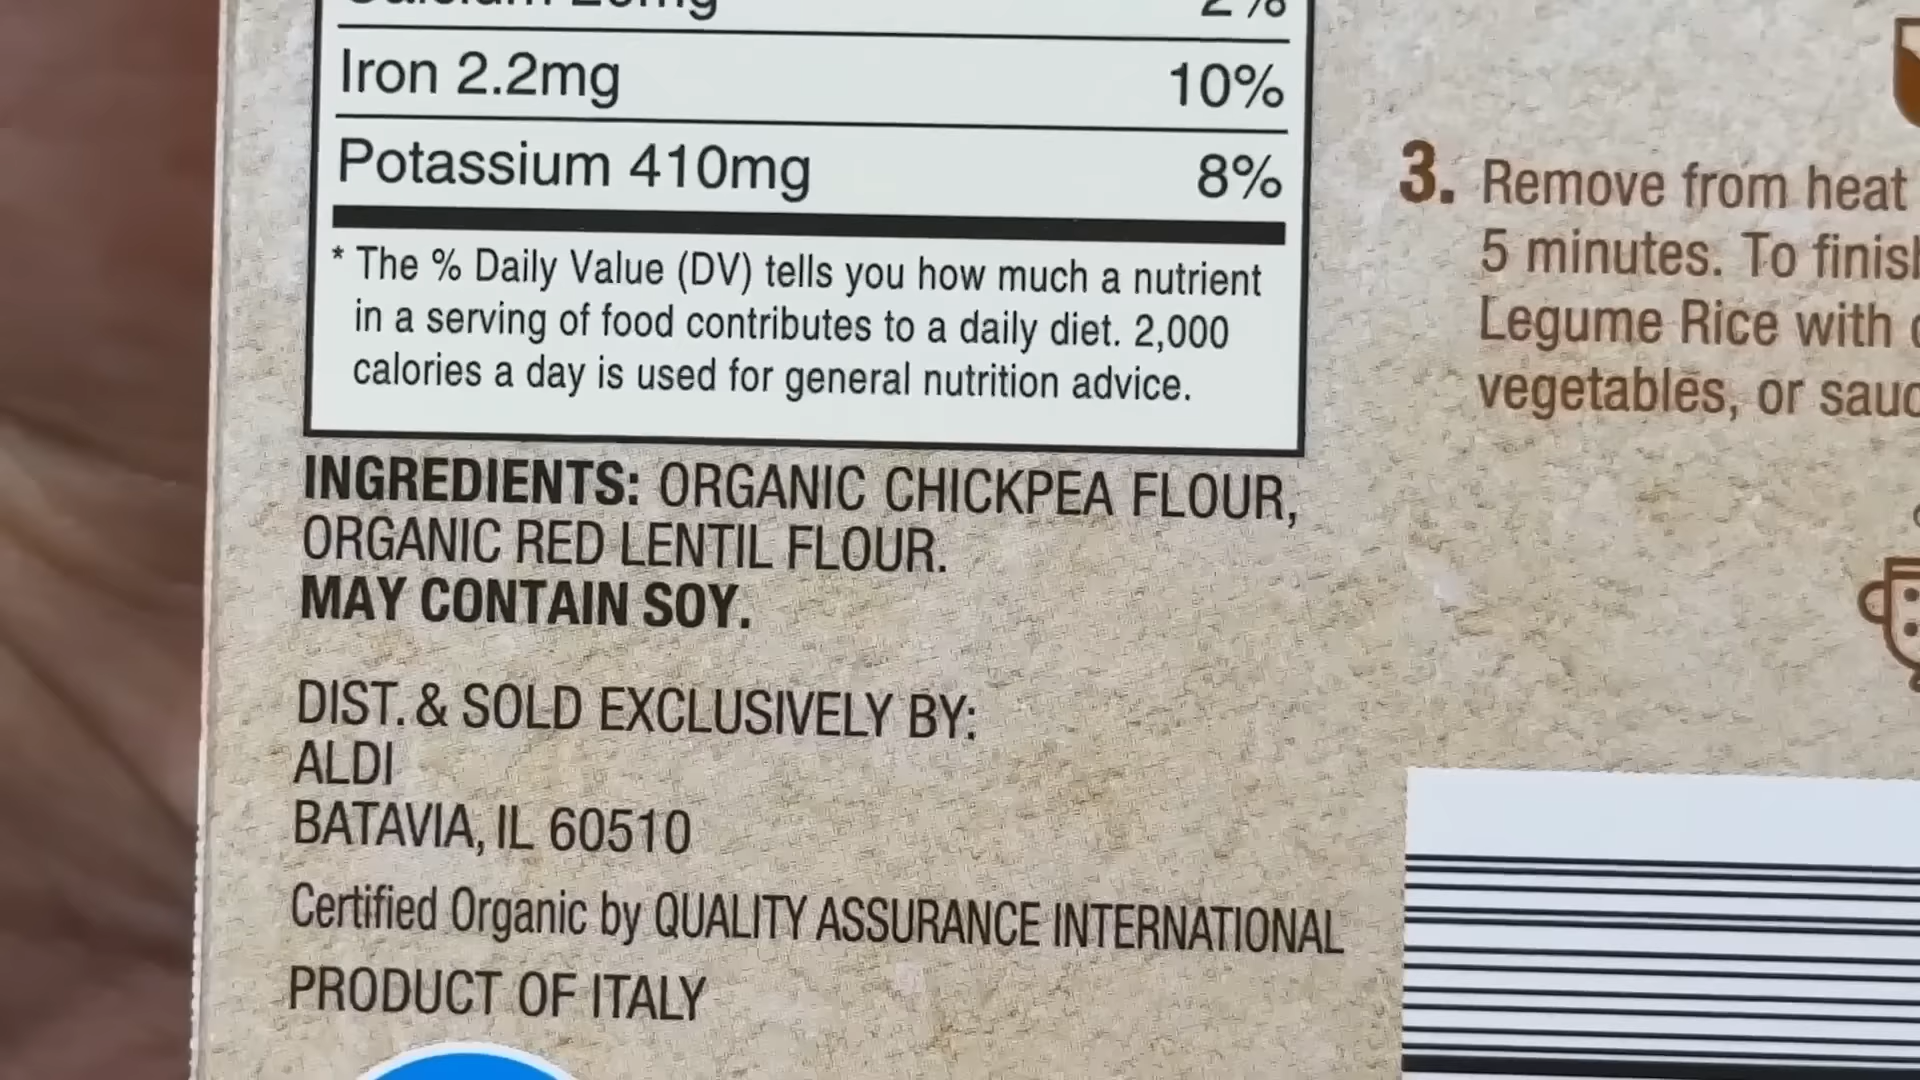 Calcium 20mg 2%
Iron 2.2mg 10%
Potassium 410mg 8%
* The % Daily Value (DV) tells you how much a nutrient
in a serving of food contributes to a daily diet. 2,000
calories a day is used for general nutrition advice.
INGREDIENTS: ORGANIC CHICKPEA FLOUR,
ORGANIC RED LENTIL FLOUR.
MAY CONTAIN SOY.
DIST. & SOLD EXCLUSIVELY BY:
ALDI
BATAVIA, IL 60510
Certified Organic by QUALITY ASSURANCE INTERNATIONAL
PRODUCT OF ITALY
3. Remove from heat
5 minutes. To
Legume Rice with
vegetables, or